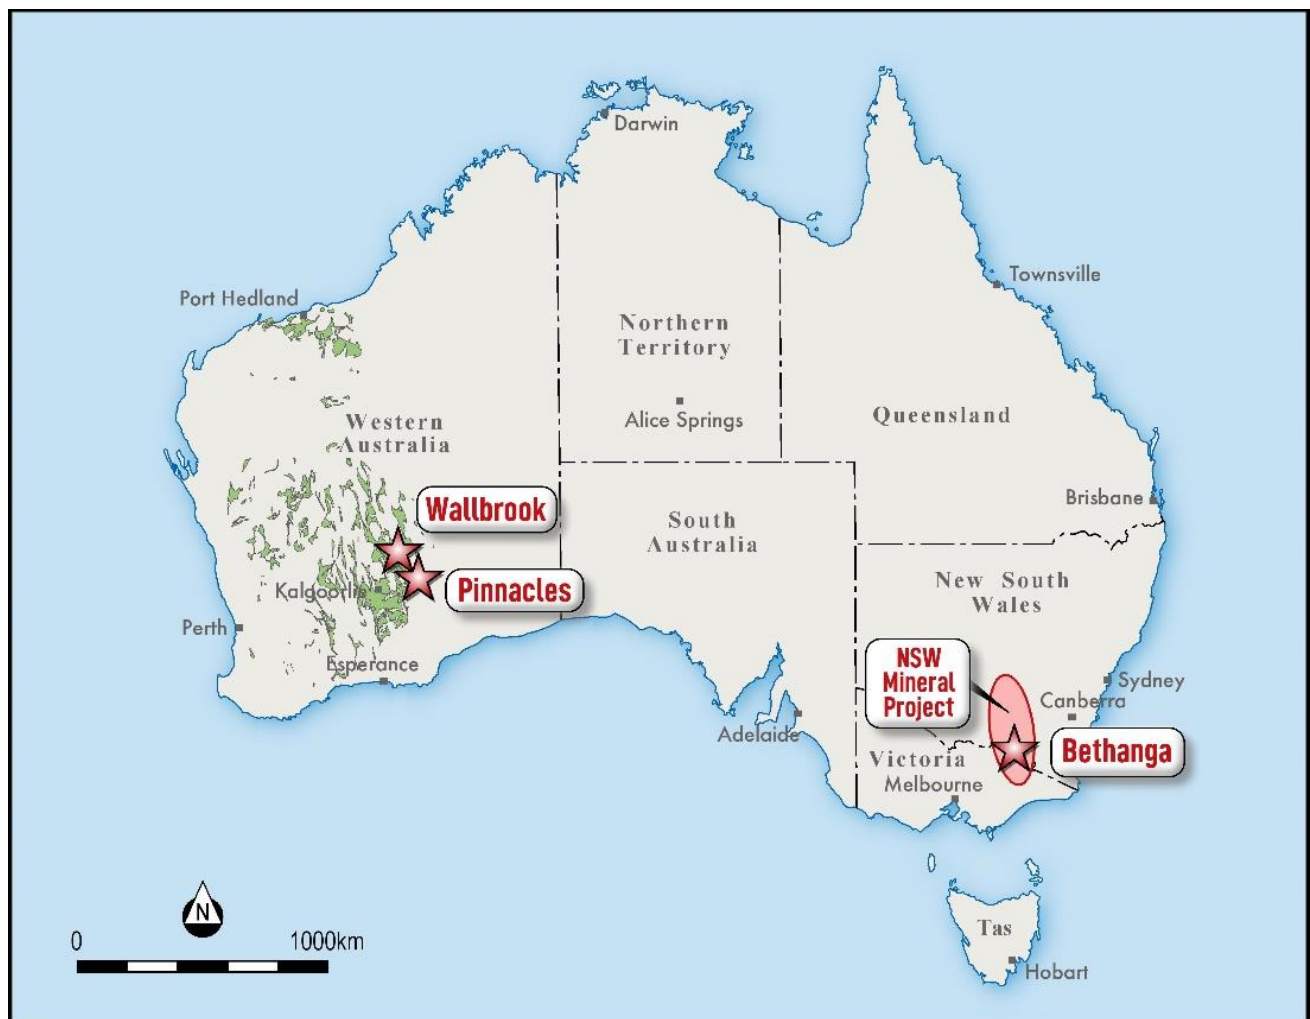 Darwin
Port Hedland
Townsville
Northern
Territory
Western
Australia
Alice Springs
Queensland
Wallbrook
Brisbane
South
Australia
Pinnacles
Kalgoorlie
New South
Wales
Perth
Esperance
NSW
Mineral
Project
Sydney
Canberra
Adelaide
Victoria
Bethanga
Melbourne
N
0 1000km
Tas
Hobart